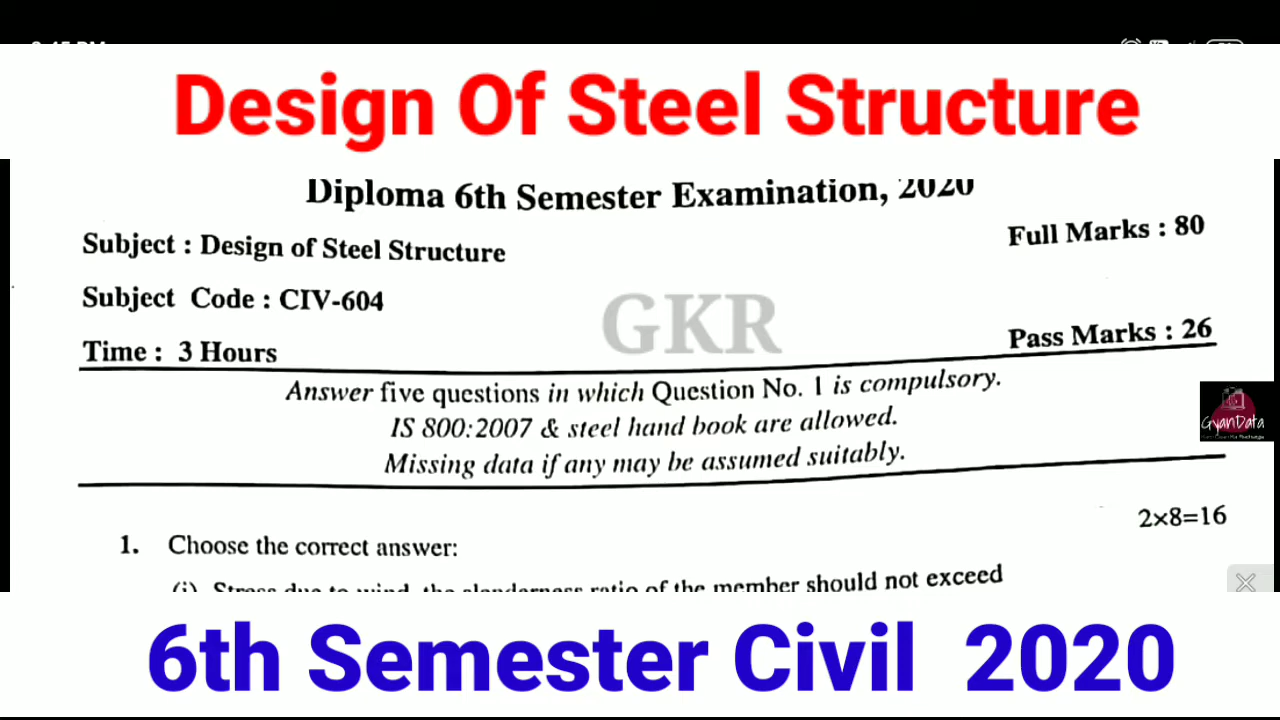 Design Of Steel Structure
Diploma 6th Semester Examination, 2020
Subject : Design of Steel Structure
Full Marks : 80
Subject Code : CIV-604
GKR
Time : 3 Hours
Pass Marks : 26
Answer five questions in which Question No. 1 is compulsory.
IS 800:2007 & steel hand book are allowed.
Missing data if any may be assumed suitably.
GyanData
2×8=16
1. Choose the correct answer:
(i) Stress due to wind, the slenderness ratio of the member should not exceed
6th Semester Civil 2020